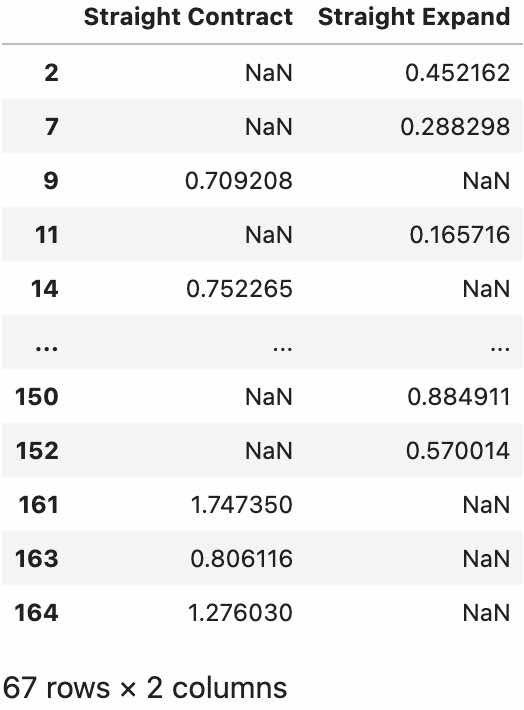 Straight Contract Straight Expand
2 NaN 0.452162
7 NaN 0.288298
9 0.709208 NaN
11 NaN 0.165716
14 0.752265 NaN
... ... ...
150 NaN 0.884911
152 NaN 0.570014
161 1.747350 NaN
163 0.806116 NaN
164 1.276030 NaN
67 rows × 2 columns